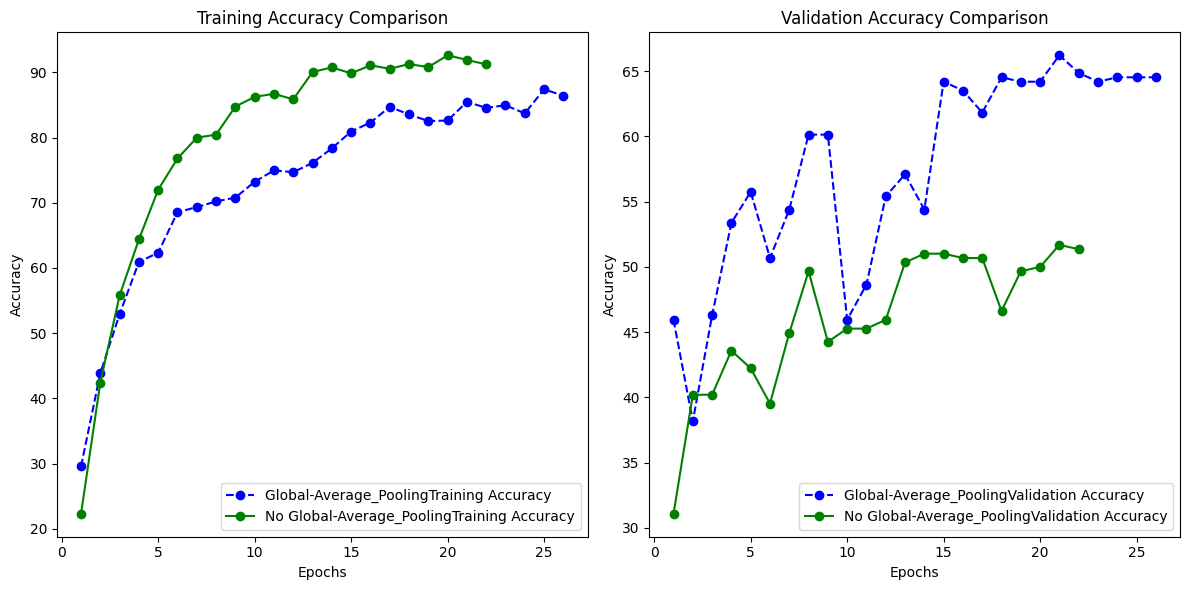 Training Accuracy Comparison
Accuracy
90
80
70
60
50
40
30
20
0
5
10
15
20
25
Epochs
Global-Average_PoolingTraining Accuracy
No Global-Average_PoolingTraining Accuracy
Validation Accuracy Comparison
Accuracy
65
60
55
50
45
40
35
30
0
5
10
15
20
25
Epochs
Global-Average_PoolingValidation Accuracy
No Global-Average_PoolingValidation Accuracy